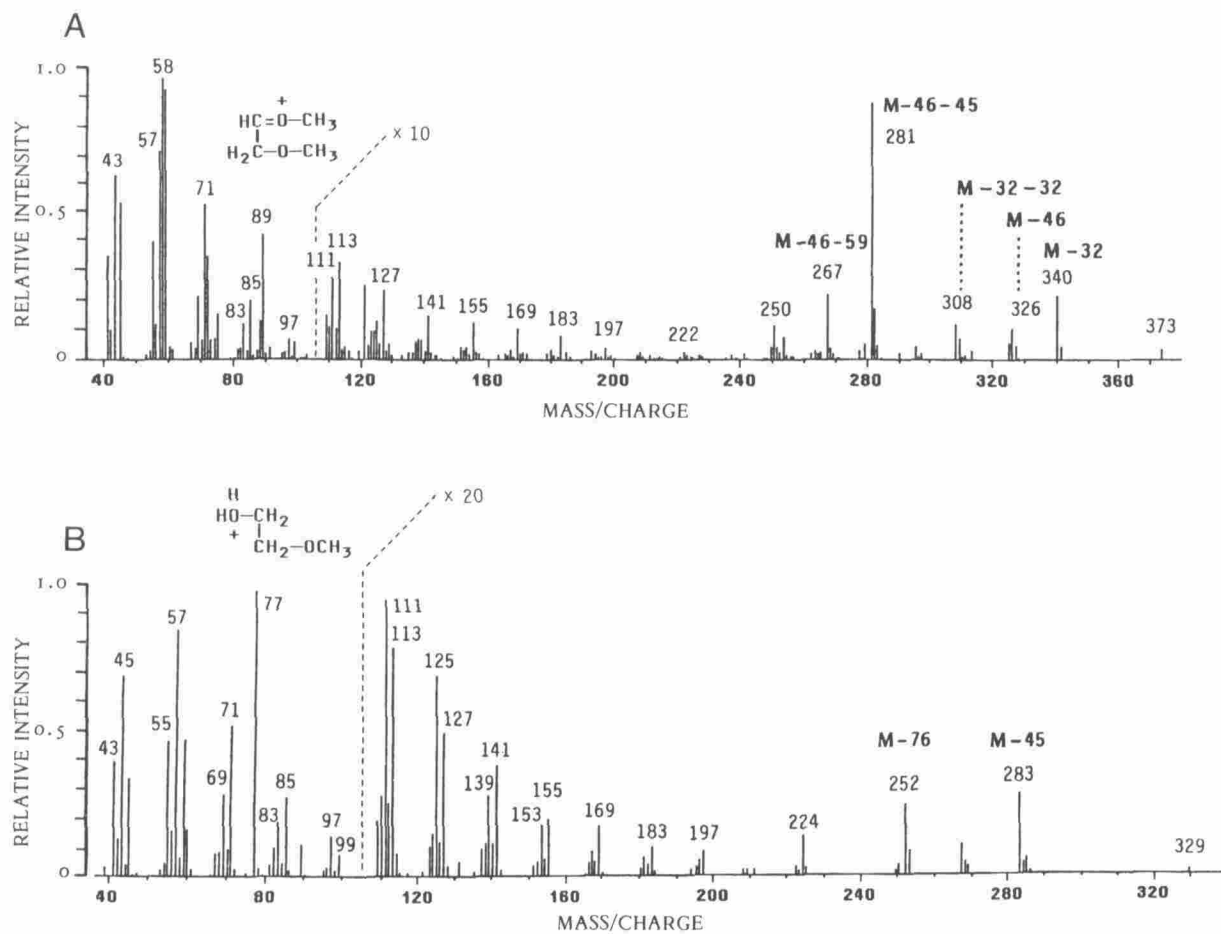 A
RELATIVE INTENSITY
1.0
0.5
0
43
57
58
71
83
85
89
97
+
HC=O—CH3
H2C—O—CH3
x 10
111
113
127
141
155
169
183
197
222
250
M-46-59
267
M-46-45
281
M-32-32
308
M-46
326
M-32
340
373
40 80 120 160 200 240 280 320 360
MASS/CHARGE
B
RELATIVE INTENSITY
1.0
0.5
0
H
HO—CH2
+
CH2—OCH3
x 20
43
45
55
57
69
71
77
83
85
97
99
111
113
125
127
139
141
153
155
169
183
197
224
M-76
252
M-45
283
329
40 80 120 160 200 240 280 320
MASS/CHARGE